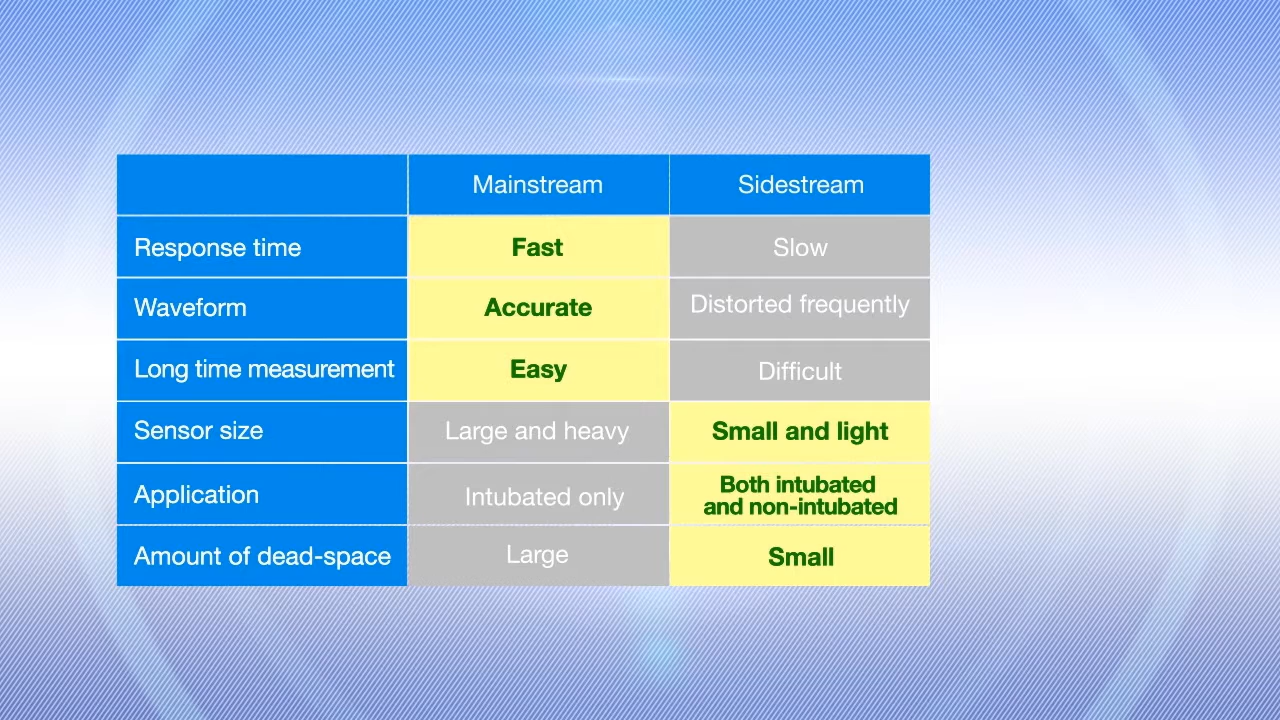 Mainstream Sidestream
Response time Fast Slow
Waveform Accurate Distorted frequently
Long time measurement Easy Difficult
Sensor size Large and heavy Small and light
Application Intubated only Both intubated
and non-intubated
Amount of dead-space Large Small